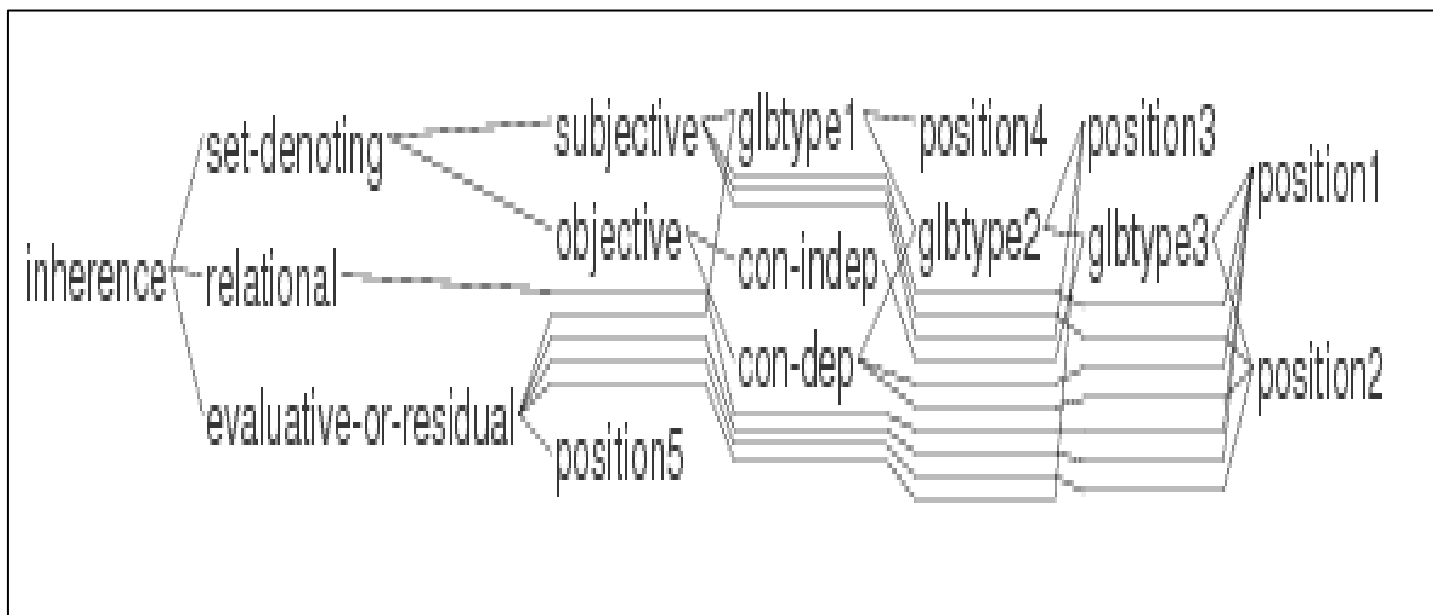 inherence
set-denoting
relational
evaluative-or-residual
subjective
objective
position5
glbtype1
con-indep
con-dep
position4
glbtype2
position3
glbtype3
position1
position2